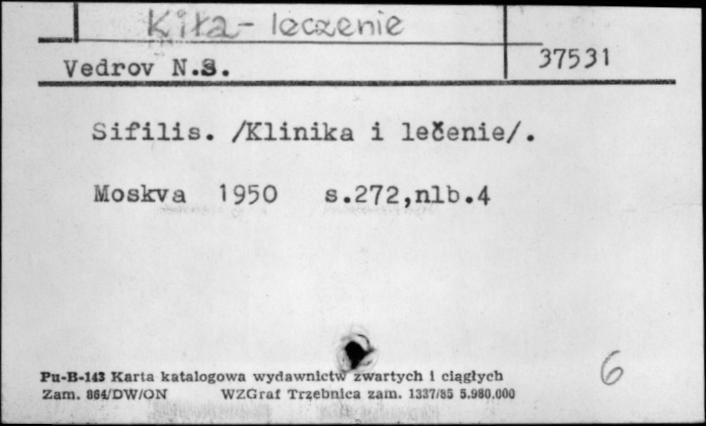 Kiła - leczenie
Vedrov N.S.
37531
Sifilis. /Klinika i lečenie/.
Moskva 1950 s.272,nlb.4
6
Pu-B-143 Karta katalogowa wydawnictw zwartych i ciągłych
Zam. 864/DW/ON WZGraf Trzebnica zam. 1337/85 5.980.000